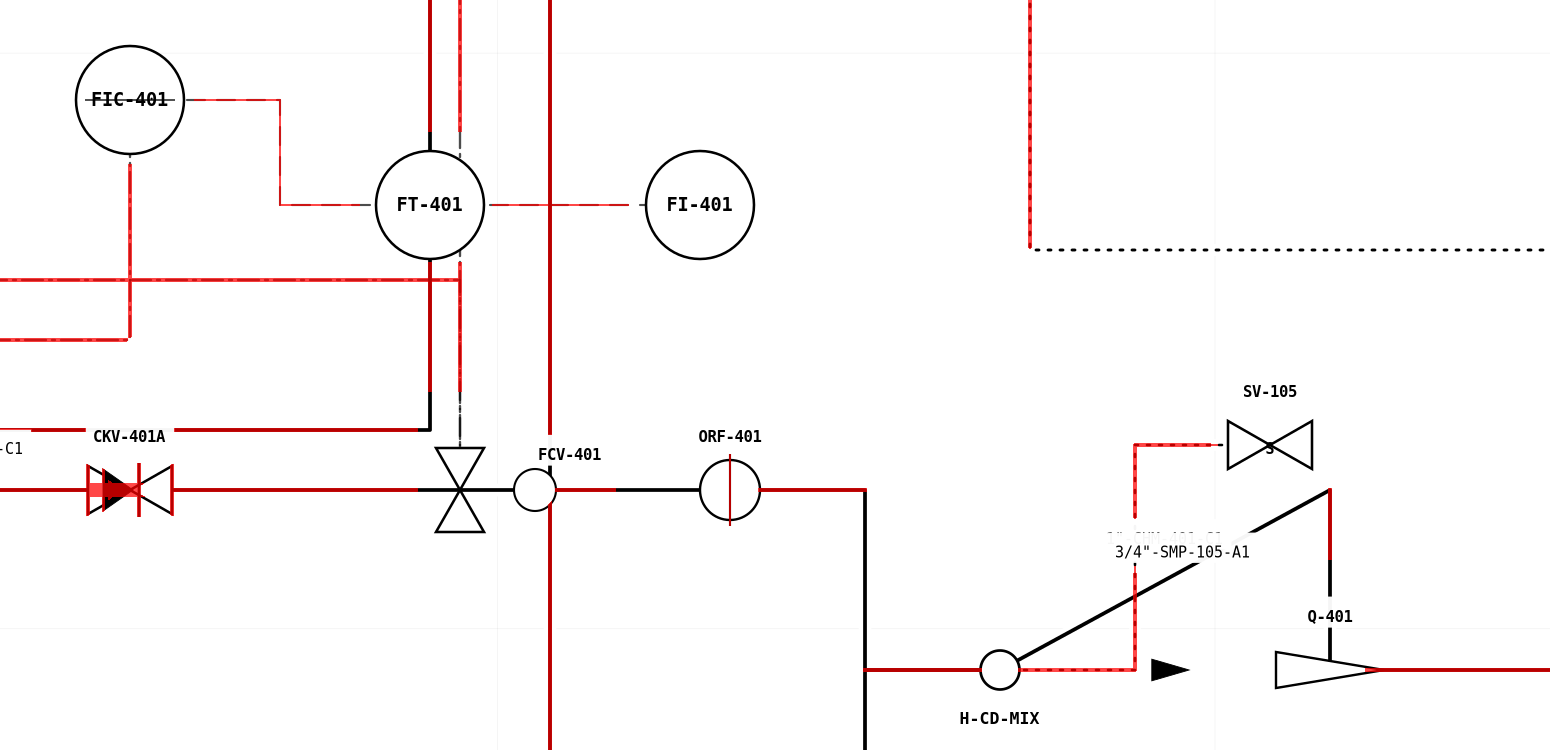 FIC-401
FT-401
FI-401
SV-105
S
CKV-401A
-C1
FCV-401
ORF-401
3/4"-SMP-105-A1
Q-401
H-CD-MIX